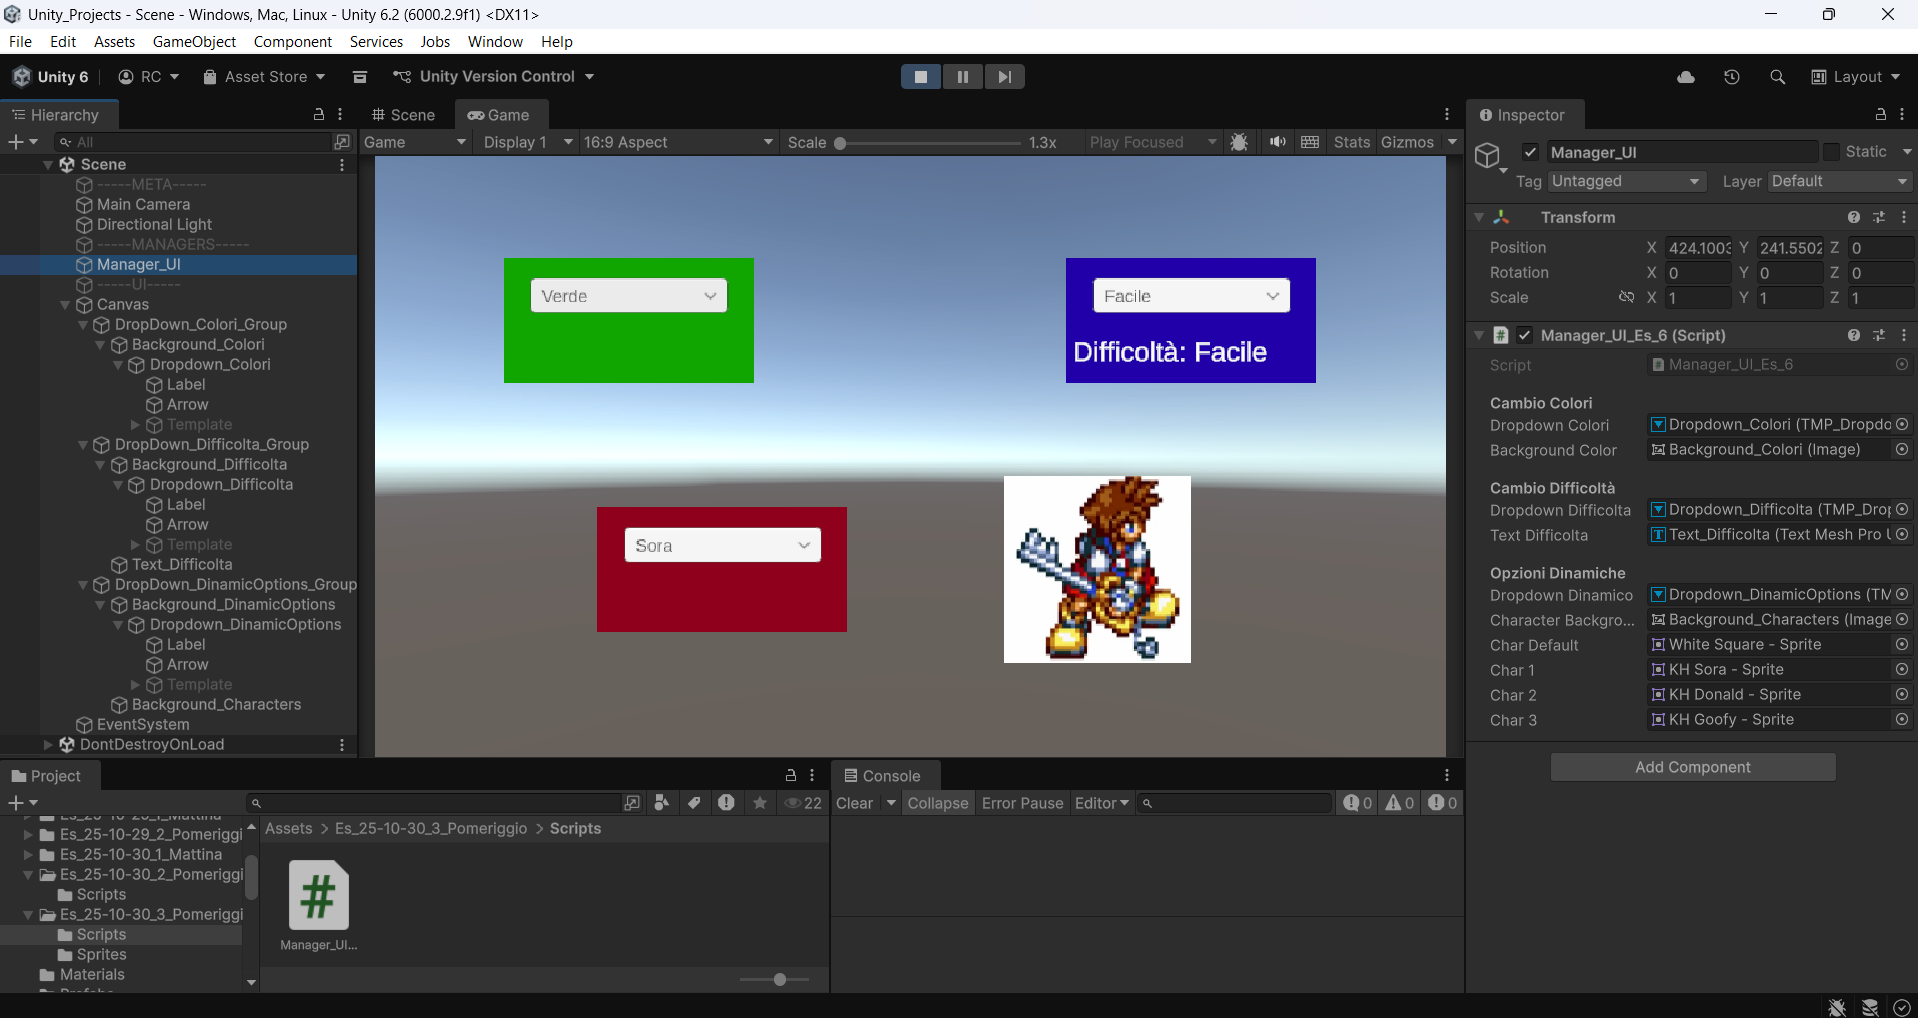 Unity_Projects - Scene - Windows, Mac, Linux - Unity 6.2 (6000.2.9f1) <DX11>
File Edit Assets GameObject Component Services Jobs Window Help
Unity 6 RC Asset Store Unity Version Control Layout
Hierarchy
All
Scene
-----META-----
Main Camera
Directional Light
-----MANAGERS-----
Manager_UI
-----UI-----
Canvas
DropDown_Colori_Group
Background_Colori
Dropdown_Colori
Label
Arrow
Template
DropDown_Difficolta_Group
Background_Difficolta
Dropdown_Difficolta
Label
Arrow
Template
Text_Difficolta
DropDown_DinamicOptions_Group
Background_DinamicOptions
Dropdown_DinamicOptions
Label
Arrow
Template
Background_Characters
EventSystem
DontDestroyOnLoad
Scene Game
Game Display 1 16:9 Aspect Scale 1.3x Play Focused Stats Gizmos
Verde
Facile
Difficoltà: Facile
Sora
Inspector
Manager_UI Static
Tag Untagged Layer Default
Transform
Position X 424.1003 Y 241.5502 Z 0
Rotation X 0 Y 0 Z 0
Scale X 1 Y 1 Z 1
Manager_UI_Es_6 (Script)
Script Manager_UI_Es_6
Cambio Colori
Dropdown Colori Dropdown_Colori (TMP_Dropdo
Background Color Background_Colori (Image)
Cambio Difficoltà
Dropdown Difficolta Dropdown_Difficolta (TMP_Drop
Text Difficolta Text_Difficolta (Text Mesh Pro U
Opzioni Dinamiche
Dropdown Dinamico Dropdown_DinamicOptions (TM
Character Backgro... Background_Characters (Image
Char Default White Square - Sprite
Char 1 KH Sora - Sprite
Char 2 KH Donald - Sprite
Char 3 KH Goofy - Sprite
Add Component
Project
22
Es_25-10-29_2_Pomeriggi
Es_25-10-30_1_Mattina
Es_25-10-30_2_Pomeriggi
Scripts
Es_25-10-30_3_Pomeriggi
Scripts
Sprites
Materials
Assets > Es_25-10-30_3_Pomeriggio > Scripts
Manager_UI...
Console
Clear Collapse Error Pause Editor 0 0 0